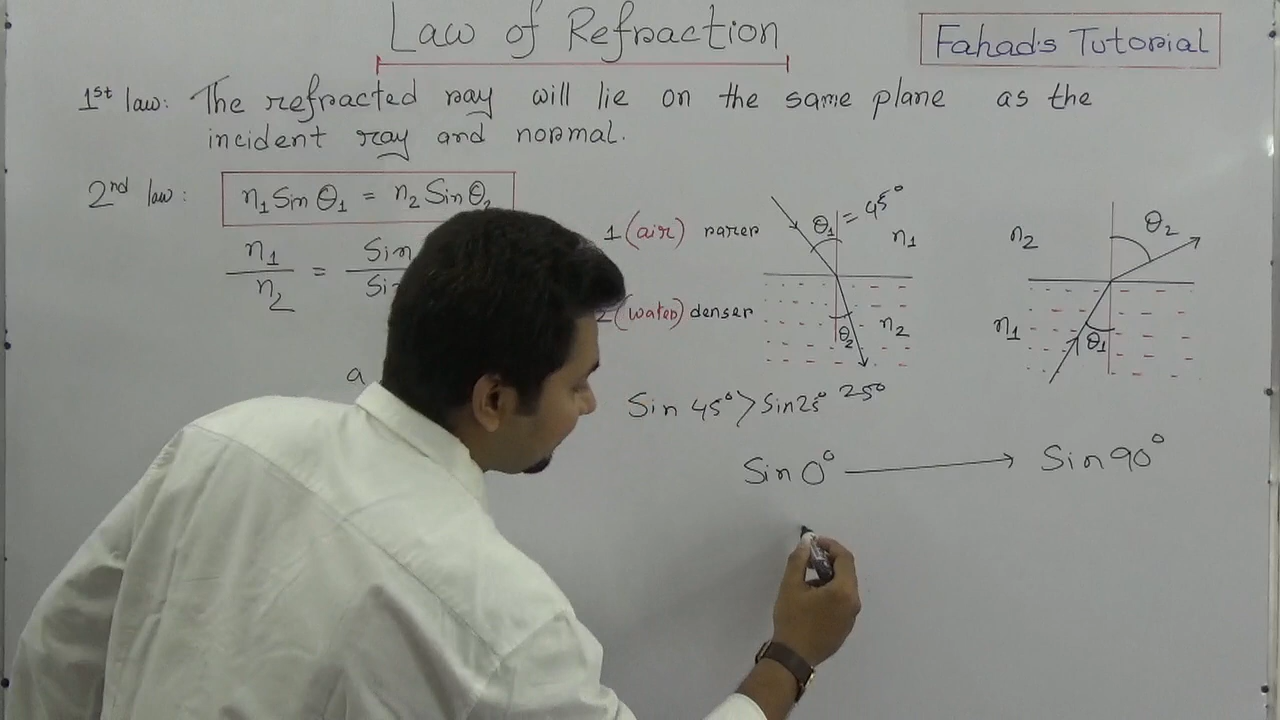 Law of Refraction
Fahad's Tutorial
1st law: The refracted ray will lie on the same plane as the
incident ray and normal.
2nd law: n₁ Sin θ₁ = n₂ Sin θ₂
n₁/n₂ = Sin
a
1 (air) rarer
2 (water) denser
θ₁ = 45°
n₁
n₂
θ₂
25°
n₂
θ₂
n₁
θ₁
Sin 45° > Sin 25°
Sin 0° → Sin 90°